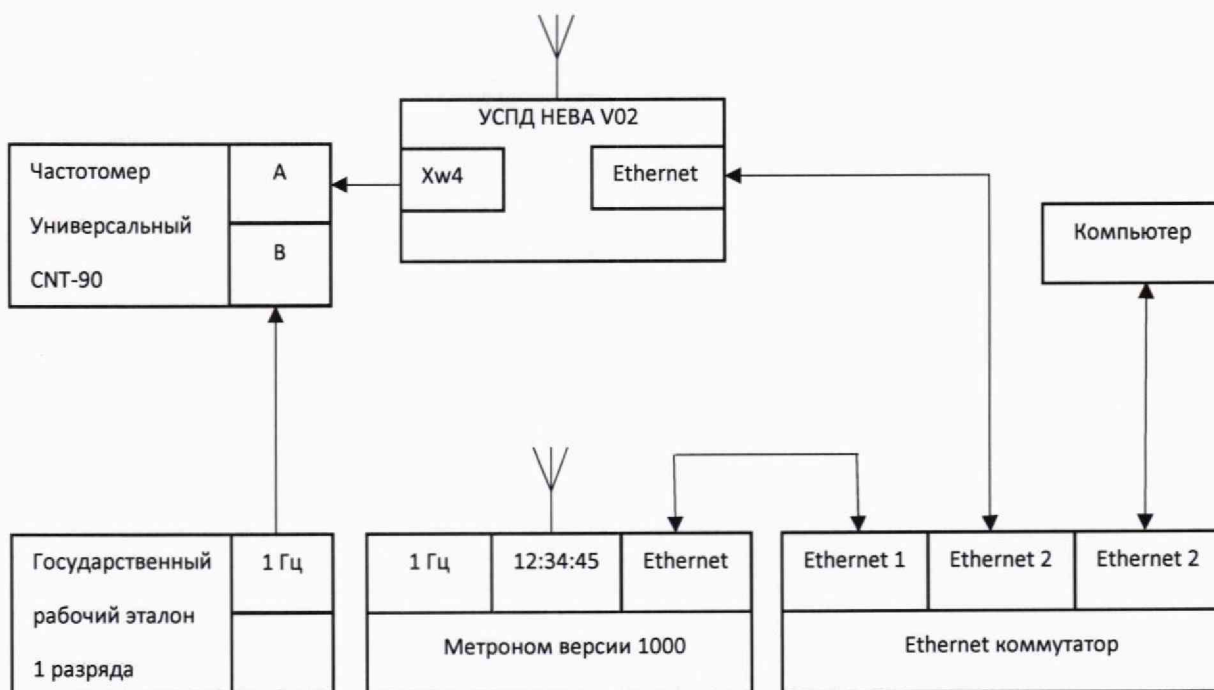 УСПД НЕВА V02
Xw4
Ethernet
Частотомер
Универсальный
CNT-90
A
B
Компьютер
Государственный
рабочий эталон
1 разряда
1 Гц
1 Гц
12:34:45
Ethernet
Метроном версии 1000
Ethernet 1
Ethernet 2
Ethernet 2
Ethernet коммутатор